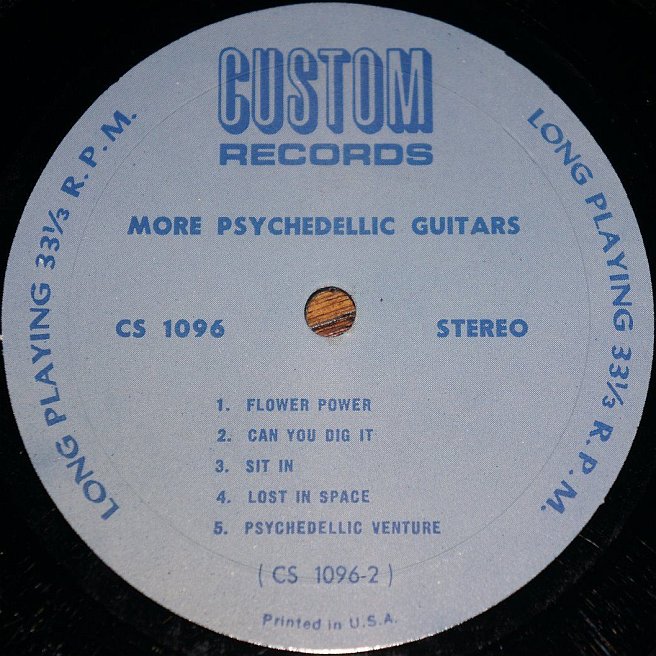 CUSTOM
RECORDS
LONG PLAYING 33⅓ R.P.M.
LONG PLAYING 33⅓ R.P.M.
MORE PSYCHEDELLIC GUITARS
CS 1096
STEREO
1. FLOWER POWER
2. CAN YOU DIG IT
3. SIT IN
4. LOST IN SPACE
5. PSYCHEDELLIC VENTURE
( CS 1096-2 )
Printed in U.S.A.